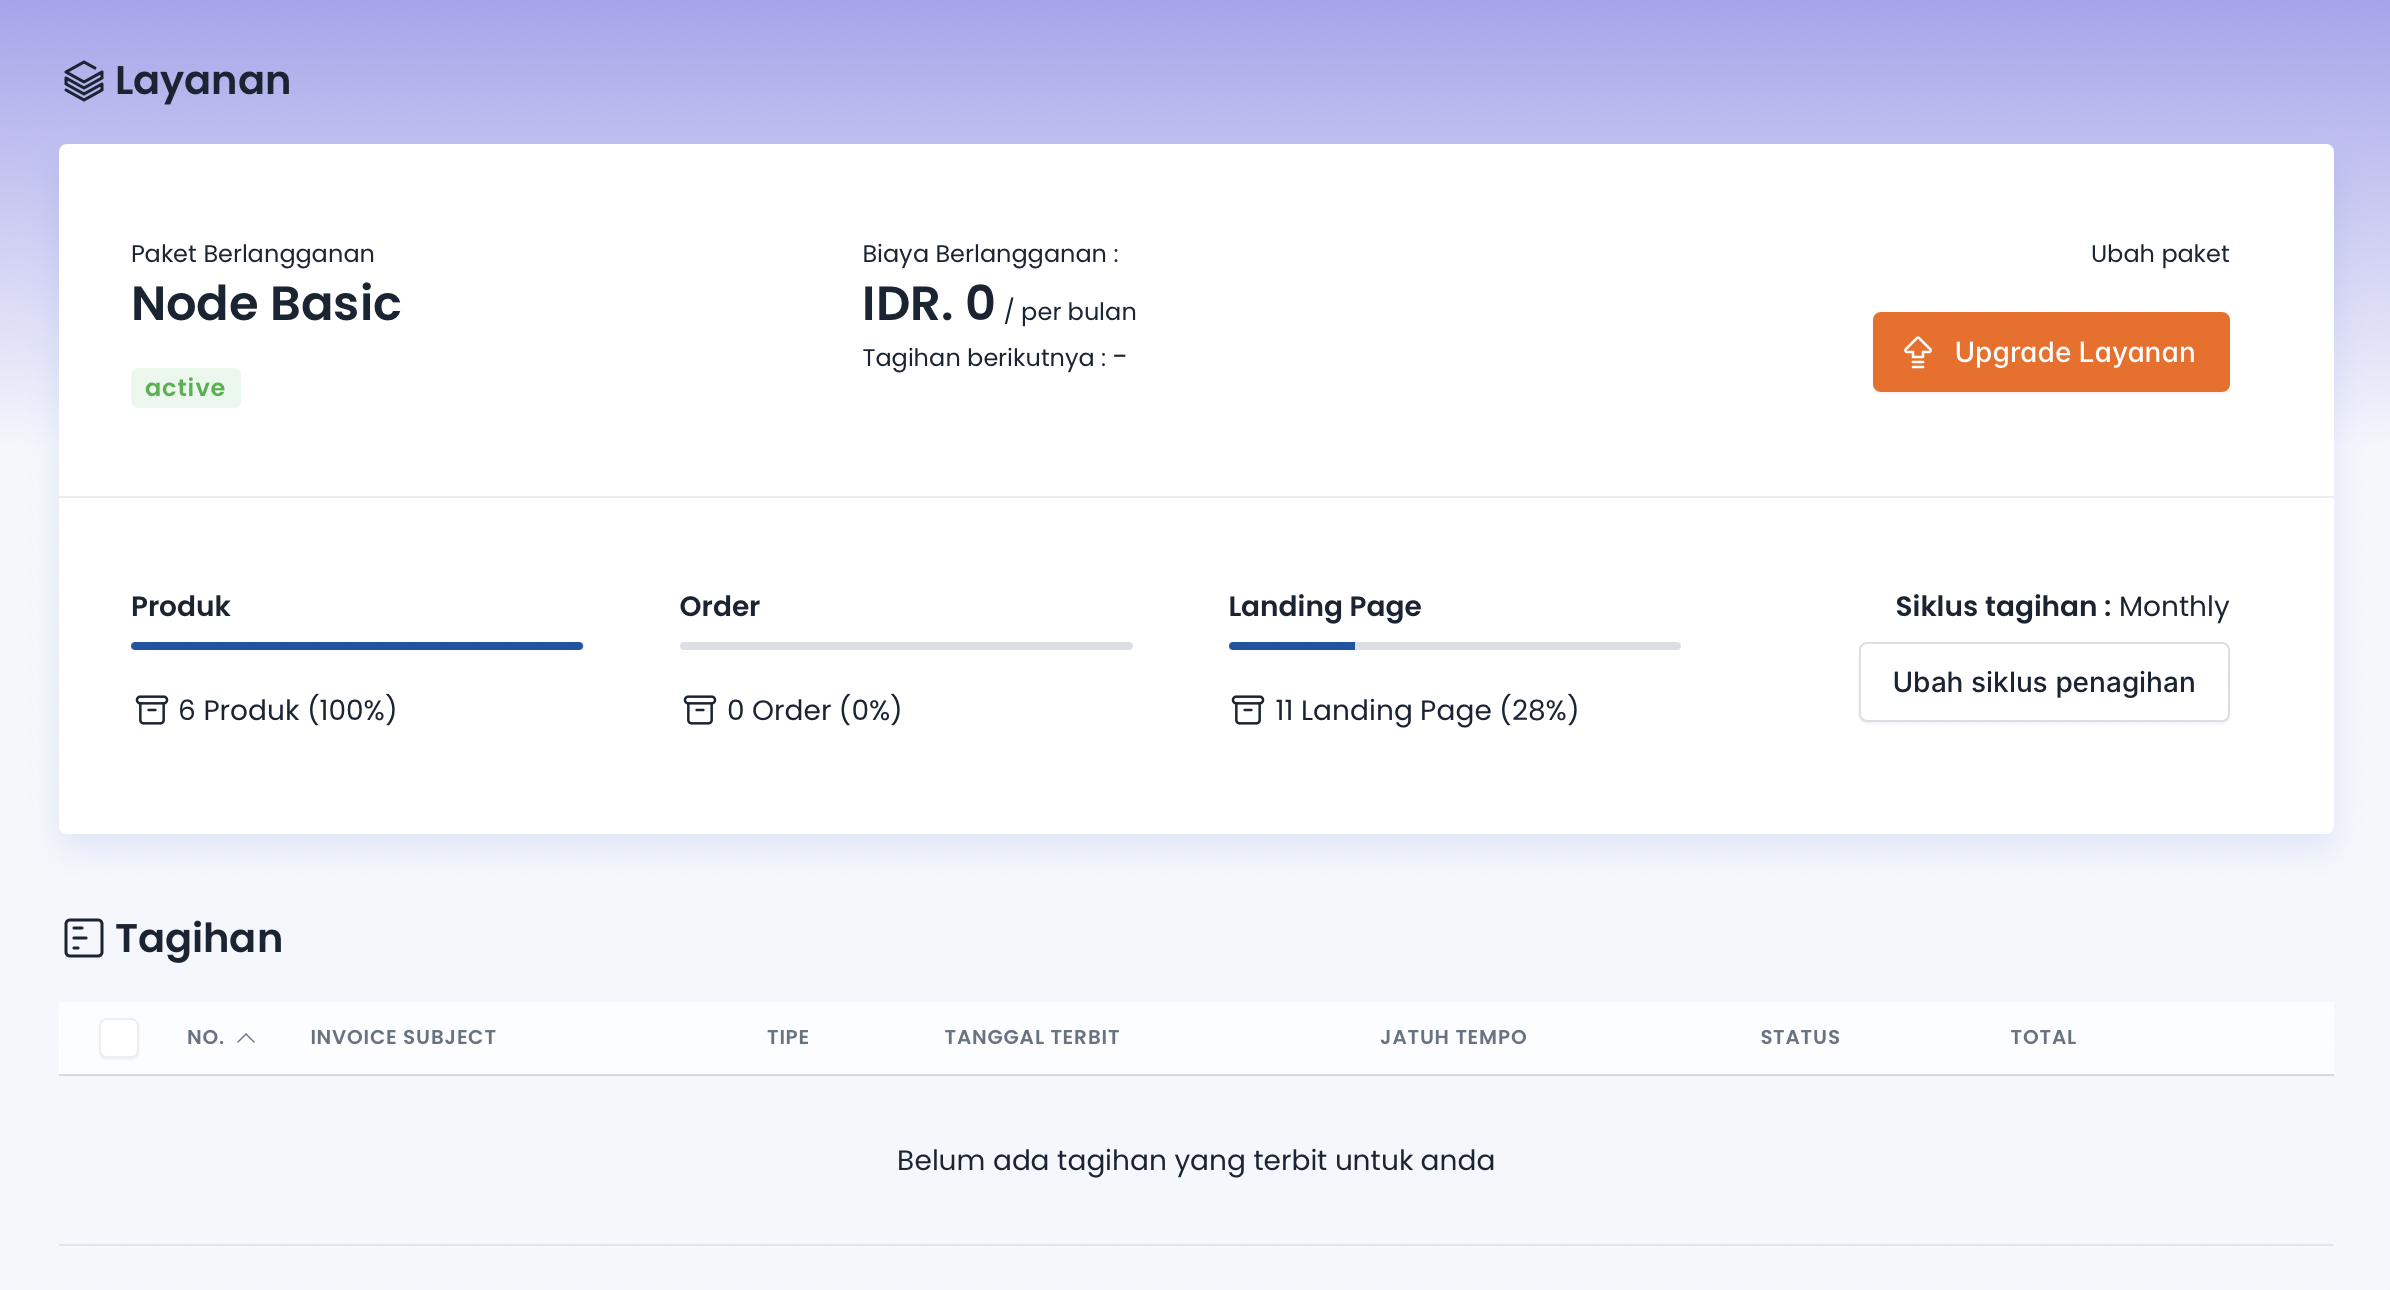 Layanan
Paket Berlangganan
Node Basic
active
Biaya Berlangganan :
IDR. 0 / per bulan
Tagihan berikutnya : -
Ubah paket
Upgrade Layanan
Produk
6 Produk (100%)
Order
0 Order (0%)
Landing Page
11 Landing Page (28%)
Siklus tagihan : Monthly
Ubah siklus penagihan
Tagihan
NO. INVOICE SUBJECT TIPE TANGGAL TERBIT JATUH TEMPO STATUS TOTAL
Belum ada tagihan yang terbit untuk anda